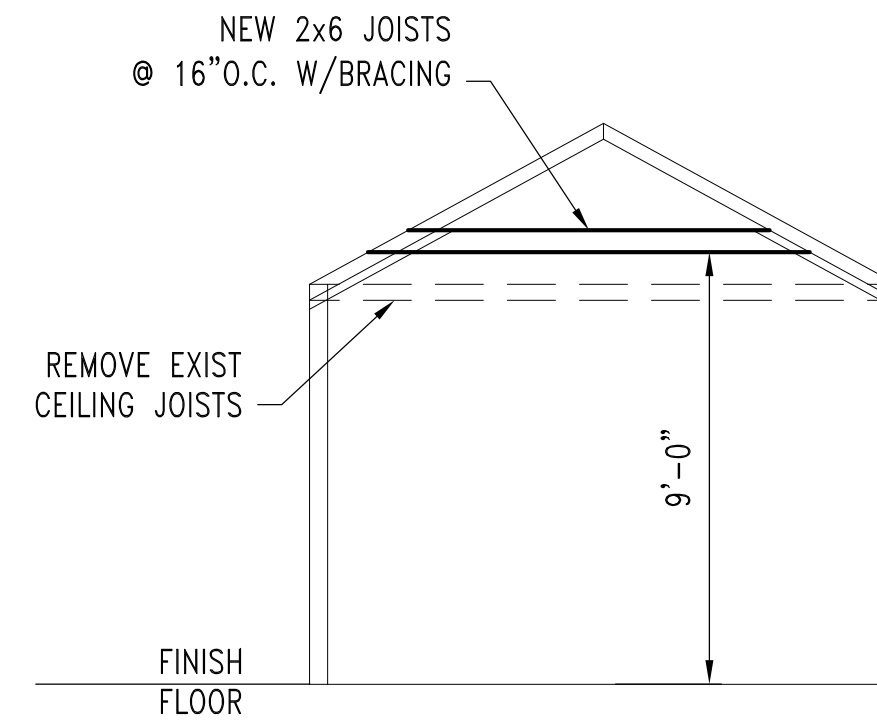 NEW 2x6 JOISTS
@ 16"O.C. W/BRACING
REMOVE EXIST
CEILING JOISTS
9'-0"
FINISH
FLOOR